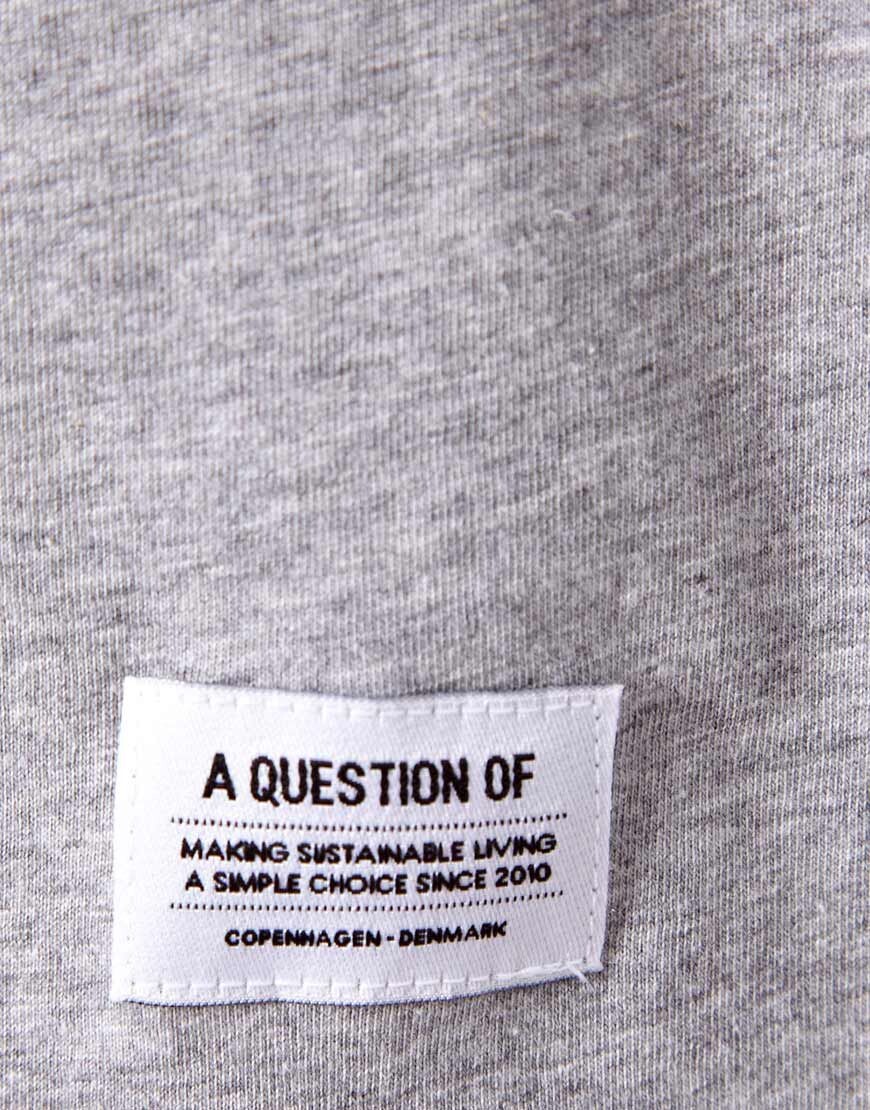 A QUESTION OF
MAKING SUSTAINABLE LIVING
A SIMPLE CHOICE SINCE 2010
COPENHAGEN - DENMARK